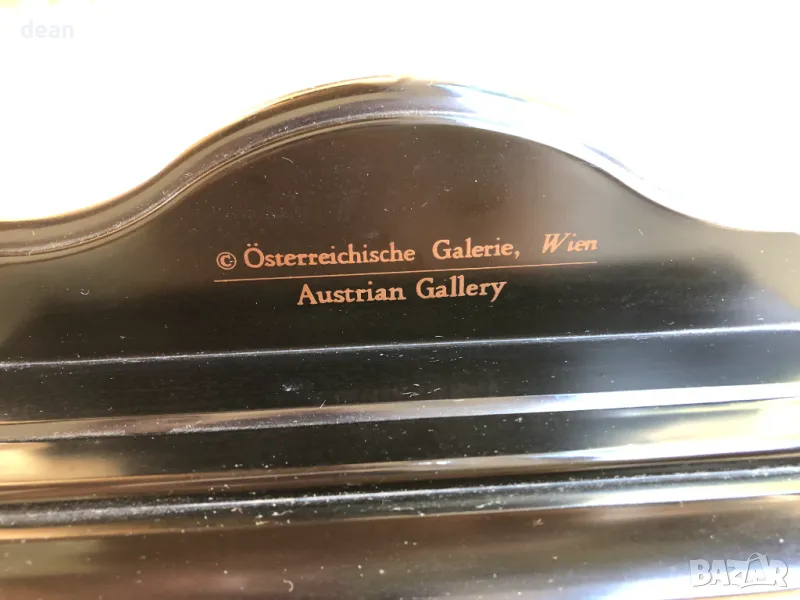 dean
© Österreichische Galerie, Wien
Austrian Gallery
BAZAR